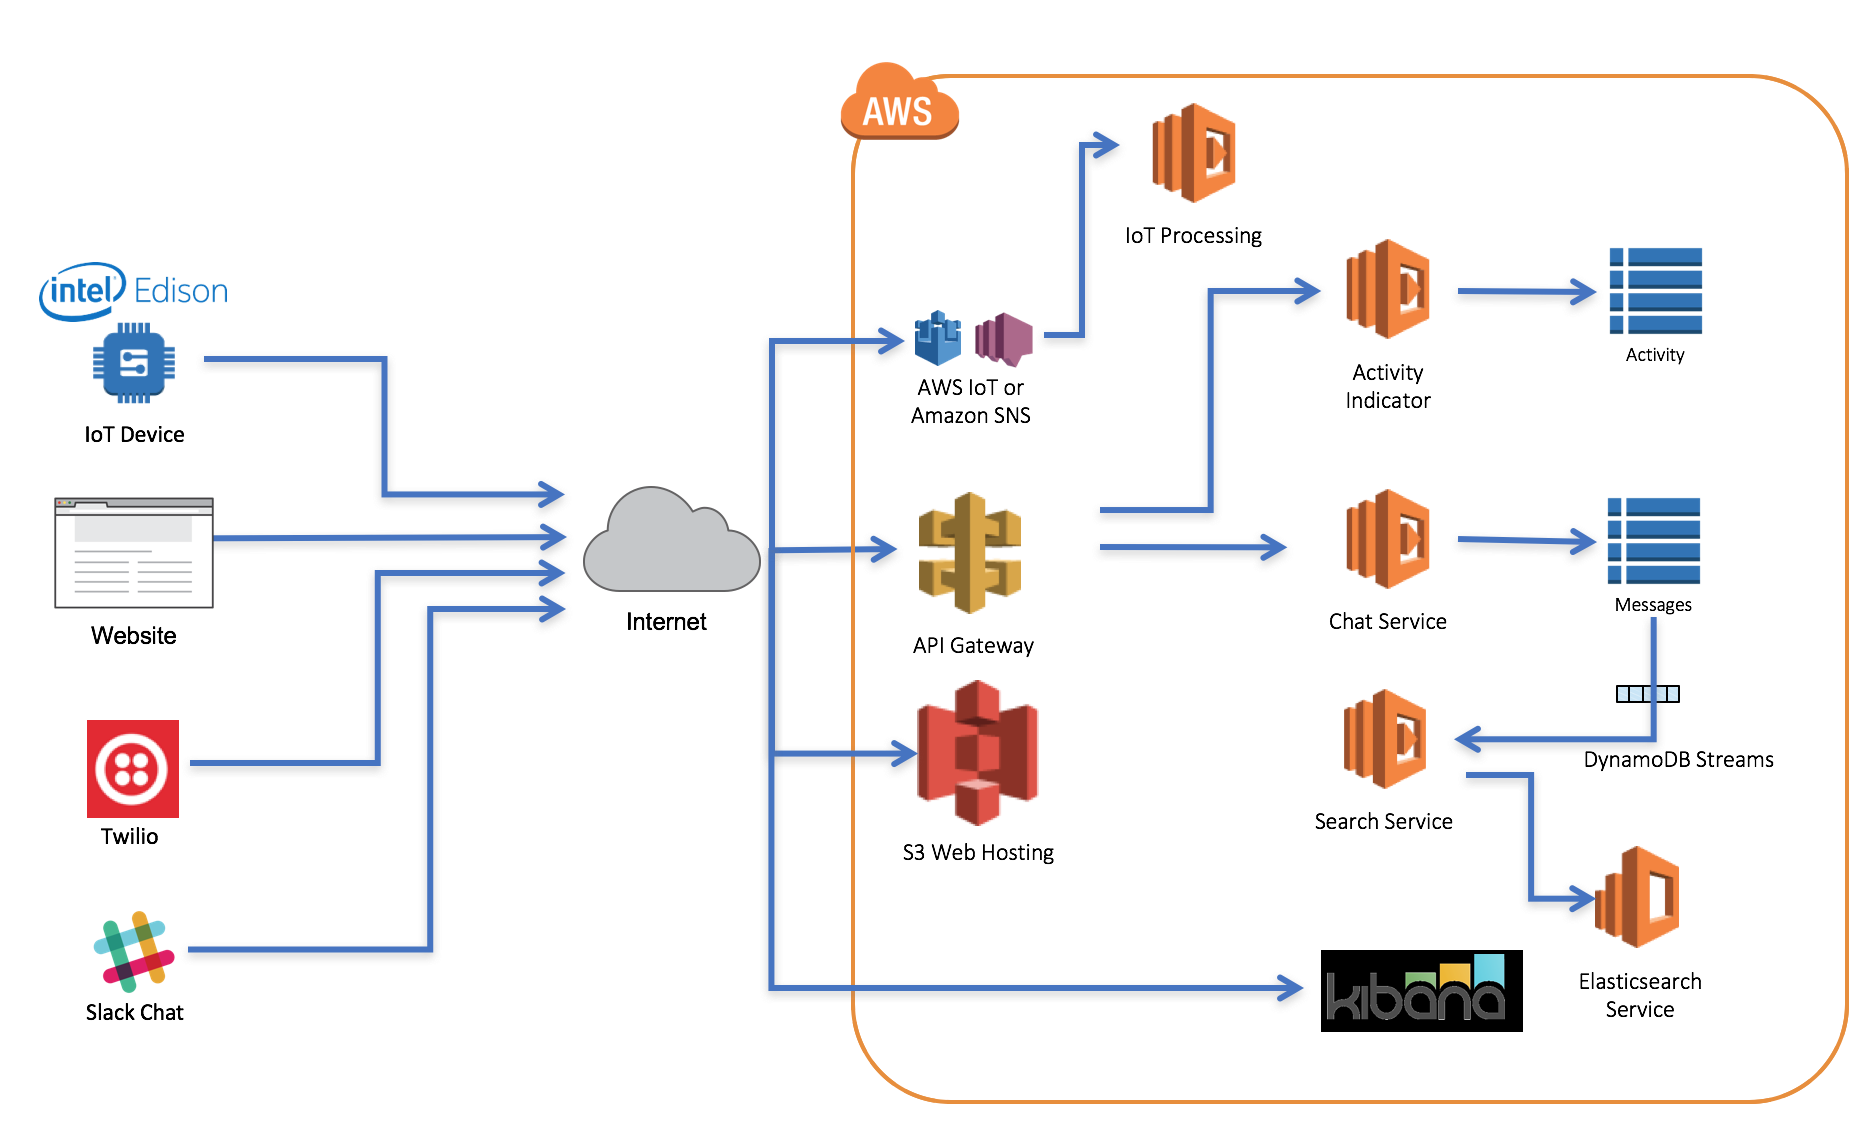 AWS
IoT Processing
intel Edison
IoT Device
AWS IoT or
Amazon SNS
Activity
Indicator
Activity
Website
Internet
API Gateway
Chat Service
Messages
Twilio
S3 Web Hosting
Search Service
DynamoDB Streams
Slack Chat
kibana
Elasticsearch
Service